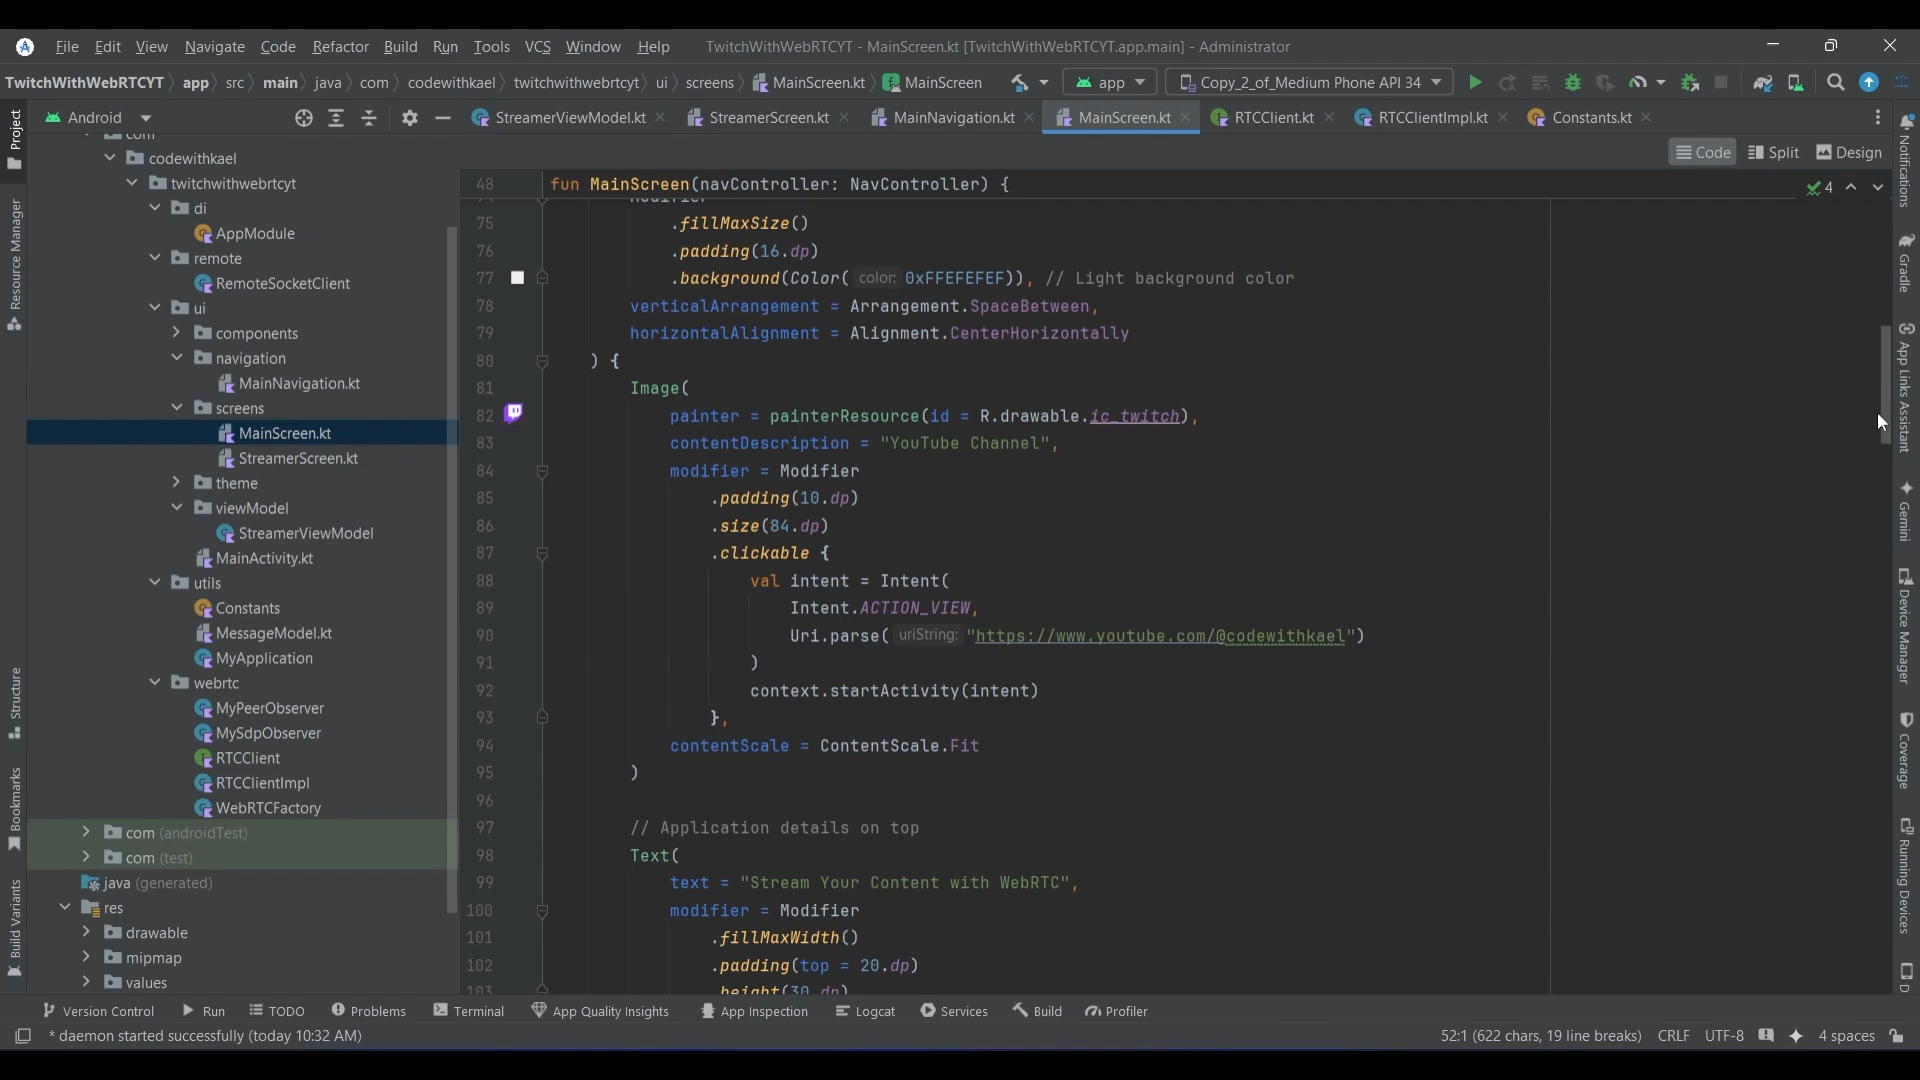 File Edit View Navigate Code Refactor Build Run Tools VCS Window Help TwitchWithWebRTCYT - MainScreen.kt [TwitchWithWebRTCYT.app.main] - Administrator
TwitchWithWebRTCYT app src main java com codewithkael twitchwithwebrtcyt ui screens MainScreen.kt MainScreen app Copy_2_of_Medium Phone API 34
Android StreamerViewModel.kt StreamerScreen.kt MainNavigation.kt MainScreen.kt RTCClient.kt RTCClientImpl.kt Constants.kt
Code Split Design
Project
Resource Manager
Structure
Bookmarks
Build Variants
com
codewithkael
twitchwithwebrtcyt
di
AppModule
remote
RemoteSocketClient
ui
components
navigation
MainNavigation.kt
screens
MainScreen.kt
StreamerScreen.kt
theme
viewModel
StreamerViewModel
MainActivity.kt
utils
Constants
MessageModel.kt
MyApplication
webrtc
MyPeerObserver
MySdpObserver
RTCClient
RTCClientImpl
WebRTCFactory
com (androidTest)
com (test)
java (generated)
res
drawable
mipmap
values
48 fun MainScreen(navController: NavController) {
4
74 Modifier
75 .fillMaxSize()
76 .padding(16.dp)
77 .background(Color( color: 0xFFEFEFEF)), // Light background color
78 verticalArrangement = Arrangement.SpaceBetween,
79 horizontalAlignment = Alignment.CenterHorizontally
80 ) {
81 Image(
82 painter = painterResource(id = R.drawable.ic_twitch),
83 contentDescription = "YouTube Channel",
84 modifier = Modifier
85 .padding(10.dp)
86 .size(84.dp)
87 .clickable {
88 val intent = Intent(
89 Intent.ACTION_VIEW,
90 Uri.parse( uriString: "https://www.youtube.com/@codewithkael")
91 )
92 context.startActivity(intent)
93 },
94 contentScale = ContentScale.Fit
95 )
96
97 // Application details on top
98 Text(
99 text = "Stream Your Content with WebRTC",
100 modifier = Modifier
101 .fillMaxWidth()
102 .padding(top = 20.dp)
103 .height(30.dp)
Notifications
Gradle
App Links Assistant
Gemini
Device Manager
Coverage
Running Devices
D
Version Control Run TODO Problems Terminal App Quality Insights App Inspection Logcat Services Build Profiler
* daemon started successfully (today 10:32 AM) 52:1 (622 chars, 19 line breaks) CRLF UTF-8 4 spaces